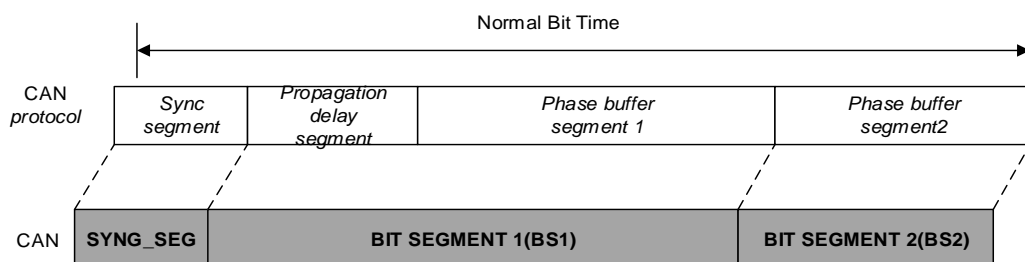 Normal Bit Time
CAN
protocol
Sync
segment
Propagation
delay
segment
Phase buffer
segment 1
Phase buffer
segment2
CAN
SYNG_SEG
BIT SEGMENT 1(BS1)
BIT SEGMENT 2(BS2)